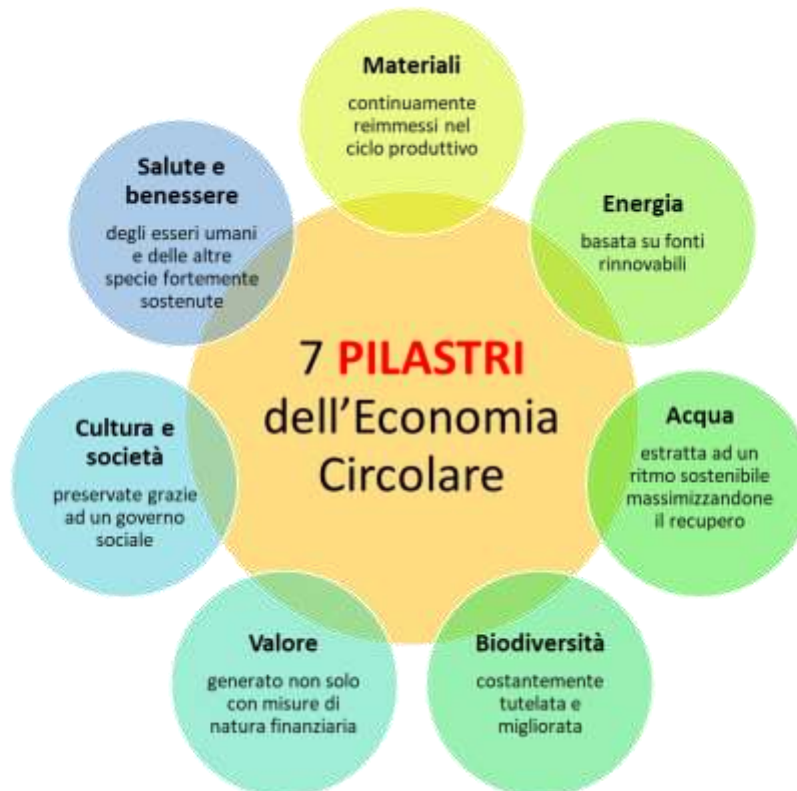 Materiali
continuamente
reimmessi nel
ciclo produttivo
Energia
basata su fonti
rinnovabili
Acqua
estratta ad un
ritmo sostenibile
massimizzandone
il recupero
Biodiversità
costantemente
tutelata e
migliorata
Valore
generato non solo
con misure di
natura finanziaria
Cultura e
società
preservate grazie
ad un governo
sociale
Salute e
benessere
degli esseri umani
e delle altre
specie fortemente
sostenute
7 PILASTRI
dell’Economia
Circolare